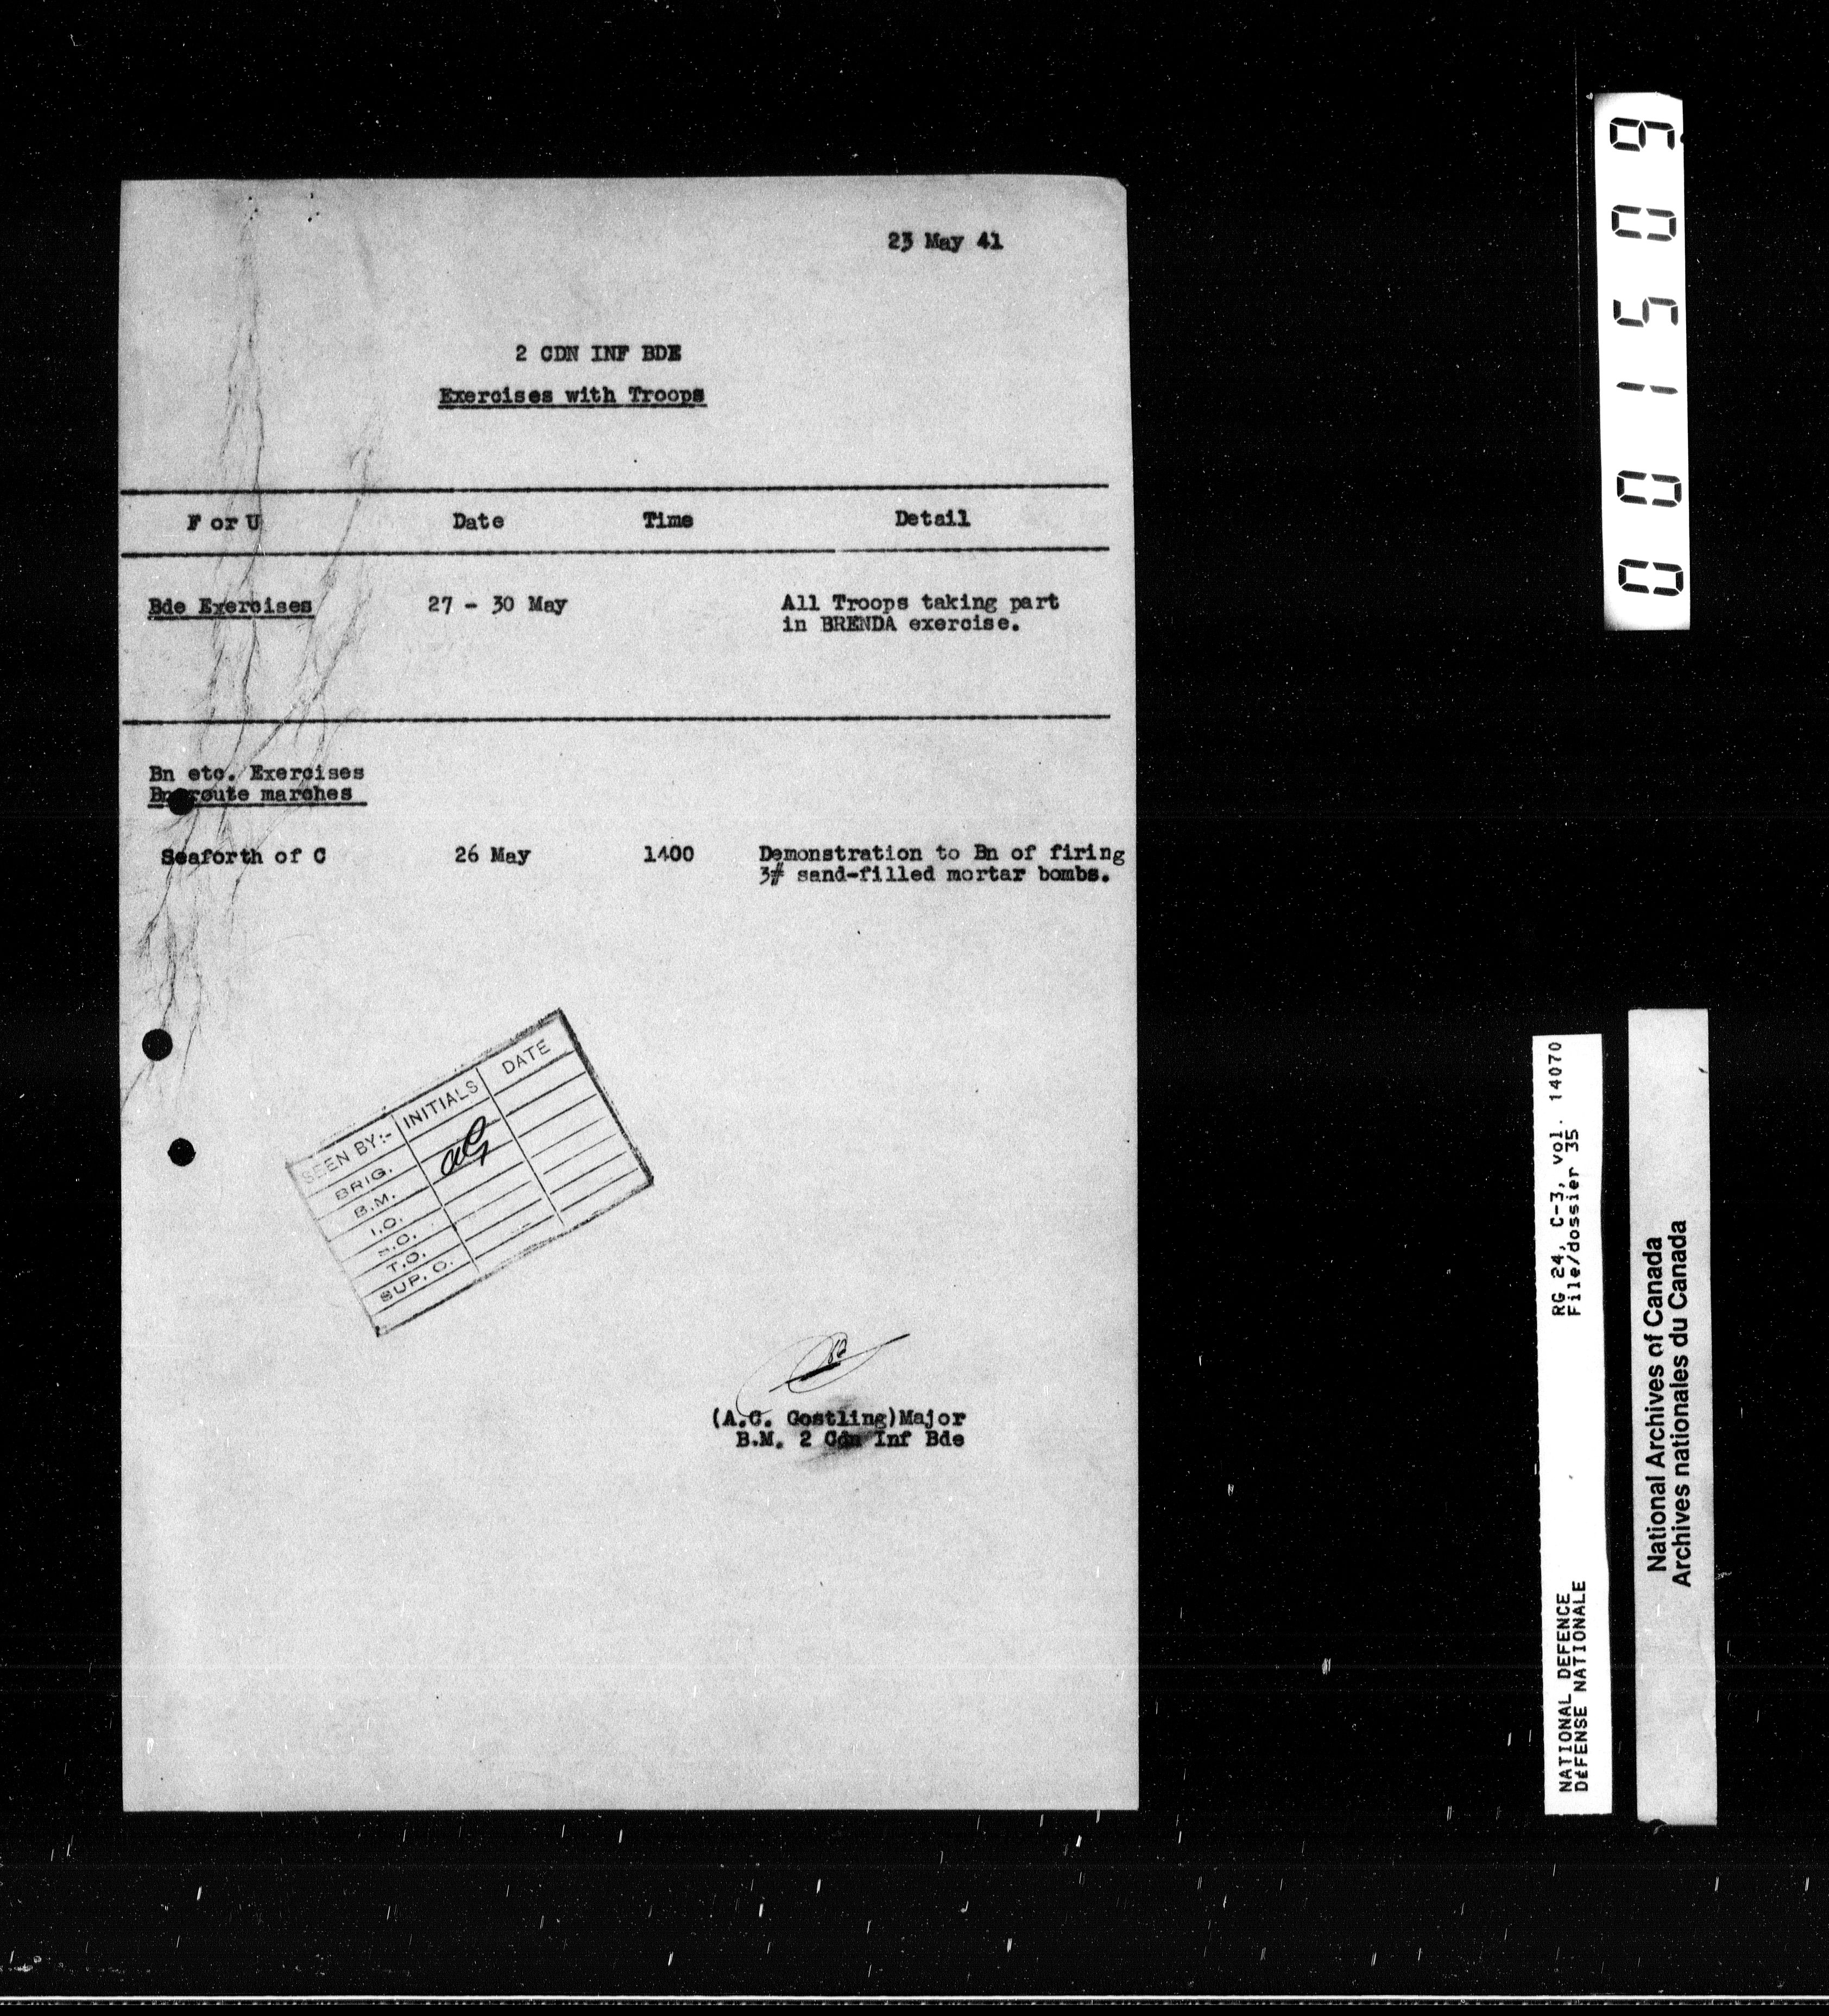 23 May 41
2 CDN INF BDE
Exercises with Troops
F or U Date Time Detail
Bde Exercises 27 - 30 May All Troops taking part
in BRENDA exercise.
Bn etc. Exercises
Bn route marches
Seaforth of C 26 May 1400 Demonstration to Bn of firing
3# sand-filled mortar bombs.
SEEN BY:- INITIALS DATE
BRIG.
B.M.
I.O.
T.O.
SUP. O.
(A.C. Gostling)Major
B.M. 2 Cdn Inf Bde
001509
RG 24, C-3, vol. 14070
File/dossier 35
NATIONAL DEFENCE
DÉFENSE NATIONALE
National Archives of Canada
Archives nationales du Canada